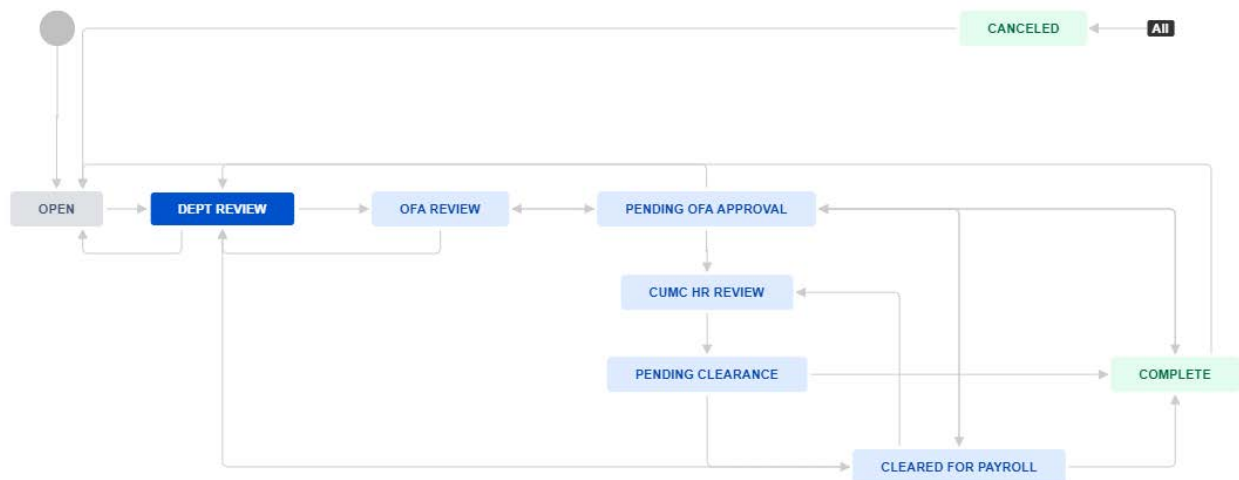 CANCELED
All
OPEN
DEPT REVIEW
OFA REVIEW
PENDING OFA APPROVAL
CUMC HR REVIEW
PENDING CLEARANCE
COMPLETE
CLEARED FOR PAYROLL